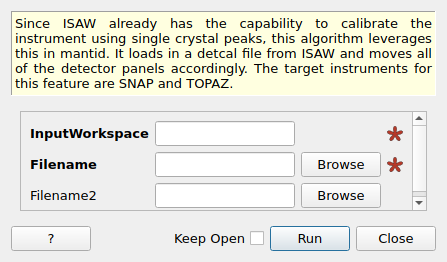 Since ISAW already has the capability to calibrate the
instrument using single crystal peaks, this algorithm leverages
this in mantid. It loads in a detcal file from ISAW and moves all
of the detector panels accordingly. The target instruments for
this feature are SNAP and TOPAZ.
InputWorkspace
Filename Browse
Filename2 Browse
? Keep Open Run Close